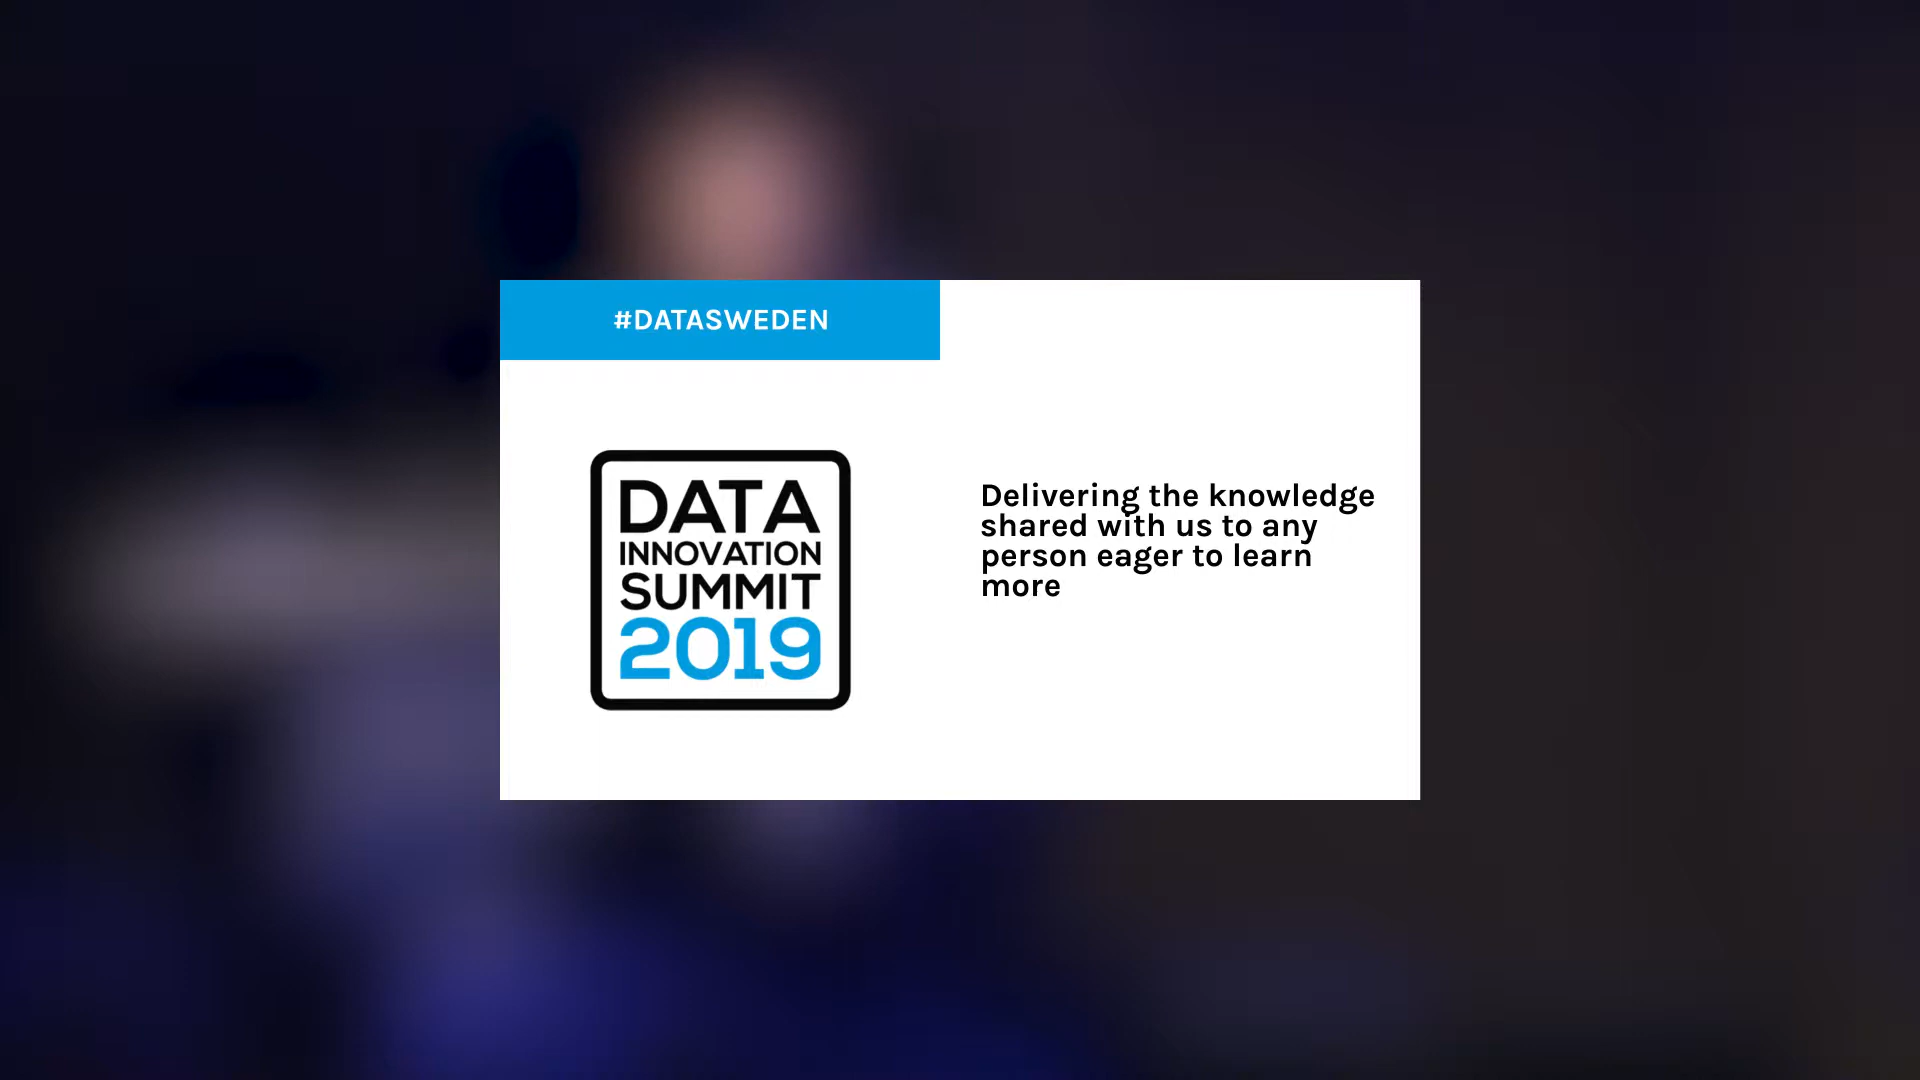 #DATASWEDEN
DATA
INNOVATION
SUMMIT
2019
Delivering the knowledge
shared with us to any
person eager to learn
more